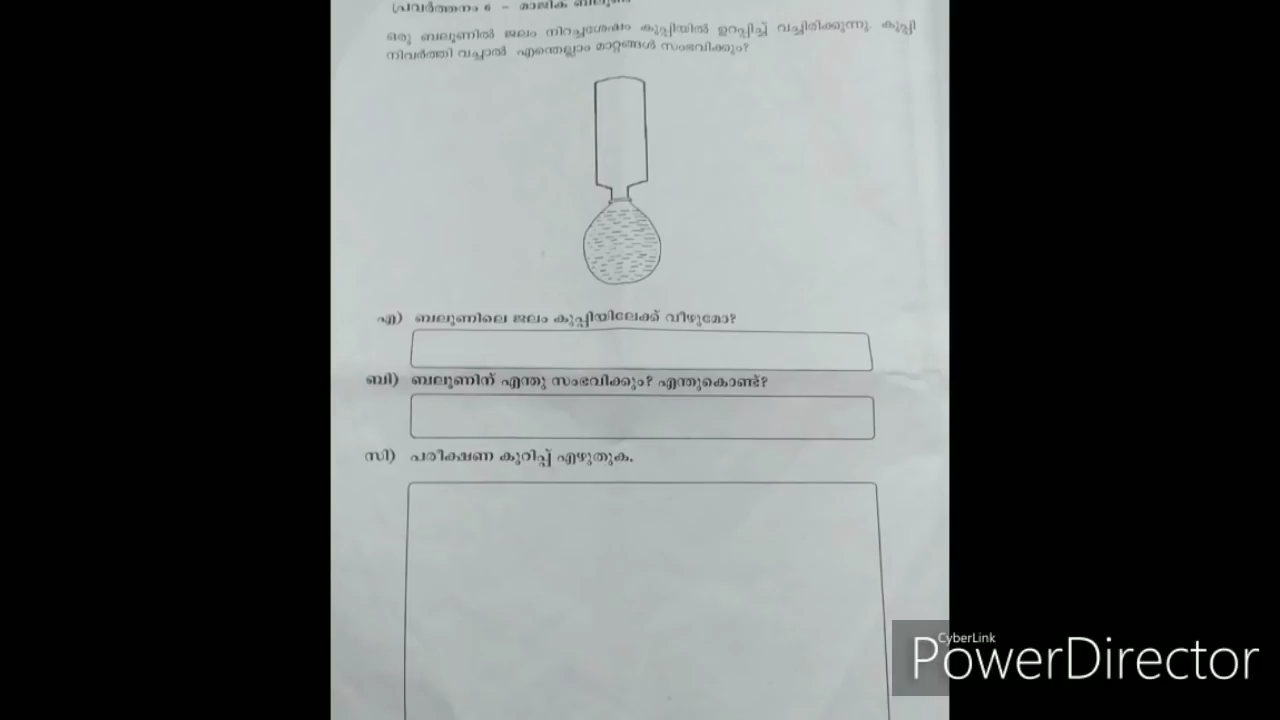 പ്രവർത്തനം 6 - മാജിക് ബലൂൺ
ഒരു ബലൂണിൽ ജലം നിറച്ചശേഷം കുപ്പിയിൽ ഉറപ്പിച്ച് വച്ചിരിക്കുന്നു. കുപ്പി
നിവർത്തി വച്ചാൽ എന്തെല്ലാം മാറ്റങ്ങൾ സംഭവിക്കും?
എ) ബലൂണിലെ ജലം കുപ്പിയിലേക്ക് വീഴുമോ?
ബി) ബലൂണിന് എന്തു സംഭവിക്കും? എന്തുകൊണ്ട്?
സി) പരീക്ഷണ കുറിപ്പ് എഴുതുക.
CyberLink
PowerDirector